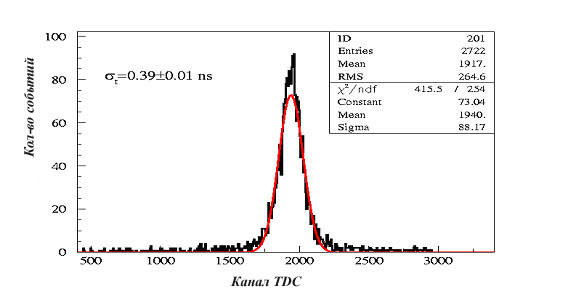 100
80
60
40
20
0
Кол-во событий
σt=0.39±0.01 ns
ID 201
Entries 2722
Mean 1917.
RMS 264.6
χ²/ndf 415.5 / 254
Constant 73.04
Mean 1940.
Sigma 88.17
500 1000 1500 2000 2500 3000
Канал TDC